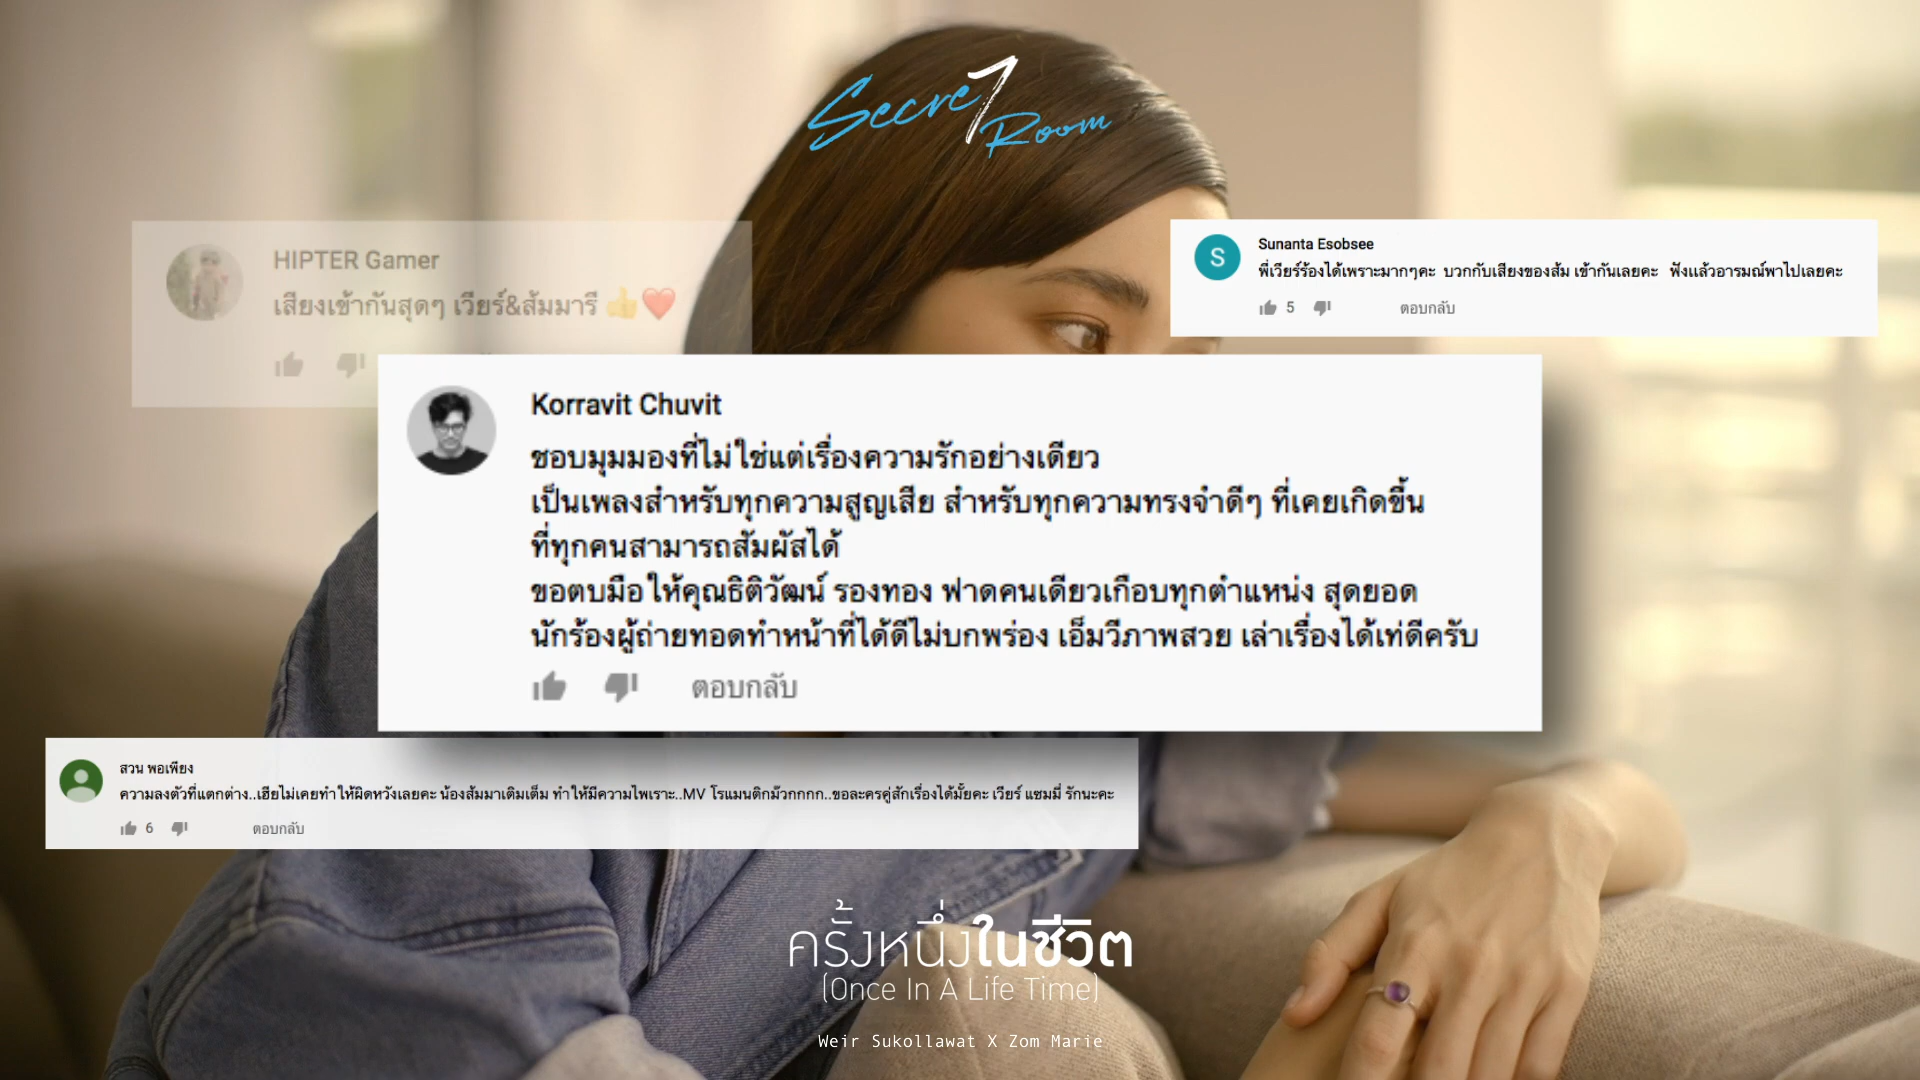 Secre7
Room
HIPTER Gamer
เสียงเข้ากันสุดๆ เวียร์&ส้มมารี 👍❤️
S
Sunanta Esobsee
พี่เวียร์ร้องได้เพราะมากๆคะ บวกกับเสียงของส้ม เข้ากันเลยคะ ฟังแล้วอารมณ์พาไปเลยคะ
5 ตอบกลับ
Korravit Chuvit
ชอบมุมมองที่ไม่ใช่แต่เรื่องความรักอย่างเดียว
เป็นเพลงสำหรับทุกความสูญเสีย สำหรับทุกความทรงจำดีๆ ที่เคยเกิดขึ้น
ที่ทุกคนสามารถสัมผัสได้
ขอตบมือให้คุณธิติวัฒน์ รองทอง ฟาดคนเดียวเกือบทุกตำแหน่ง สุดยอด
นักร้องผู้ถ่ายทอดทำหน้าที่ได้ดีไม่บกพร่อง เอ็มวีภาพสวย เล่าเรื่องได้เท่ดีครับ
ตอบกลับ
สวน พอเพียง
ความลงตัวที่แตกต่าง..เฮียไม่เคยทำให้ผิดหวังเลยคะ น้องส้มมาเติมเต็ม ทำให้มีความไพเราะ..MV โรแมนติกม๊วกกกก..ขอละครคู่สักเรื่องได้มั้ยคะ เวียร์ แซมมี่ รักนะคะ
6 ตอบกลับ
ครั้งหนึ่งในชีวิต
(Once In A Life Time)
Weir Sukollawat X Zom Marie